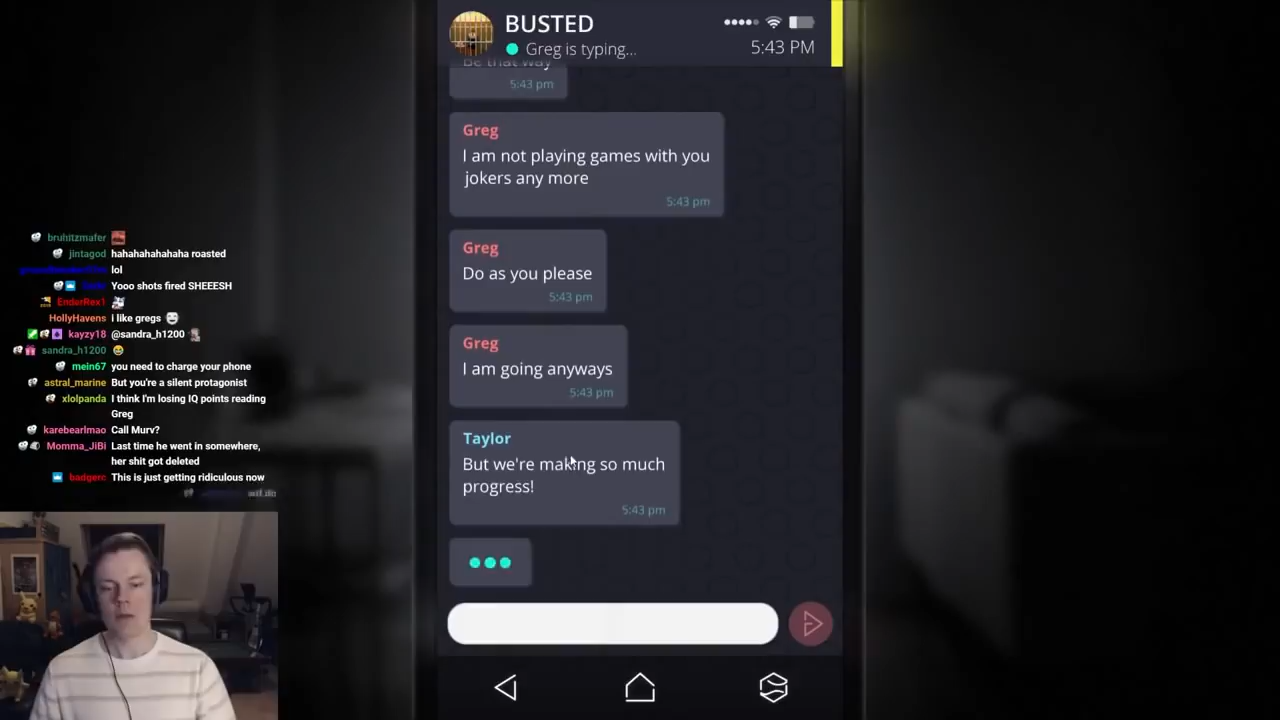 BUSTED
Greg is typing...
5:43 PM
Be that way
5:43 pm
Greg
I am not playing games with you
jokers any more
5:43 pm
Greg
Do as you please
5:43 pm
Greg
I am going anyways
5:43 pm
Taylor
But we're making so much
progress!
5:43 pm
bruhitzmafer
jintagod hahahahahahaha roasted
lol
Yooo shots fired SHEEESH
EnderRex1
HollyHavens i like gregs
kayzy18 @sandra_h1200
sandra_h1200
mein67 you need to charge your phone
astral_marine But you're a silent protagonist
xlolpanda I think I'm losing IQ points reading
Greg
karebearlmao Call Murv?
Momma_JiBi Last time he went in somewhere,
her shit got deleted
badgerc This is just getting ridiculous now